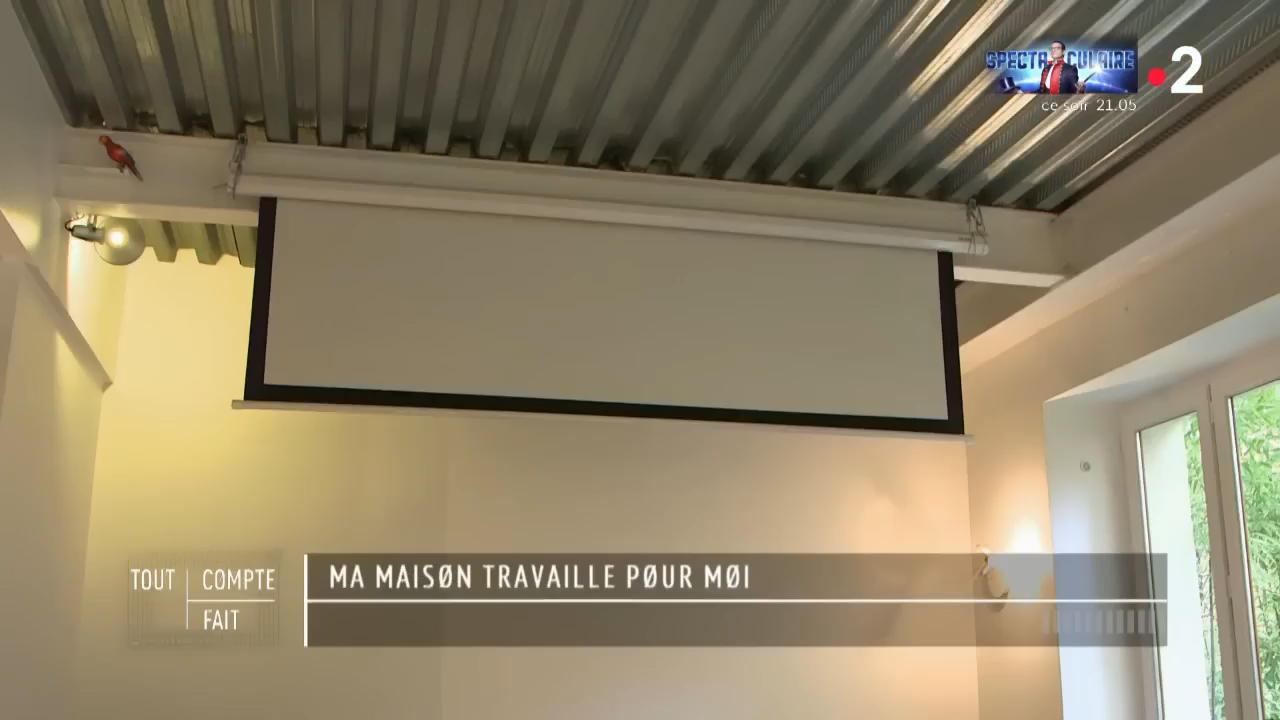 SPECTACULAIRE
2
ce soir 21.05
TOUT COMPTE
FAIT
MA MAISØN TRAVAILLE PØUR MØI